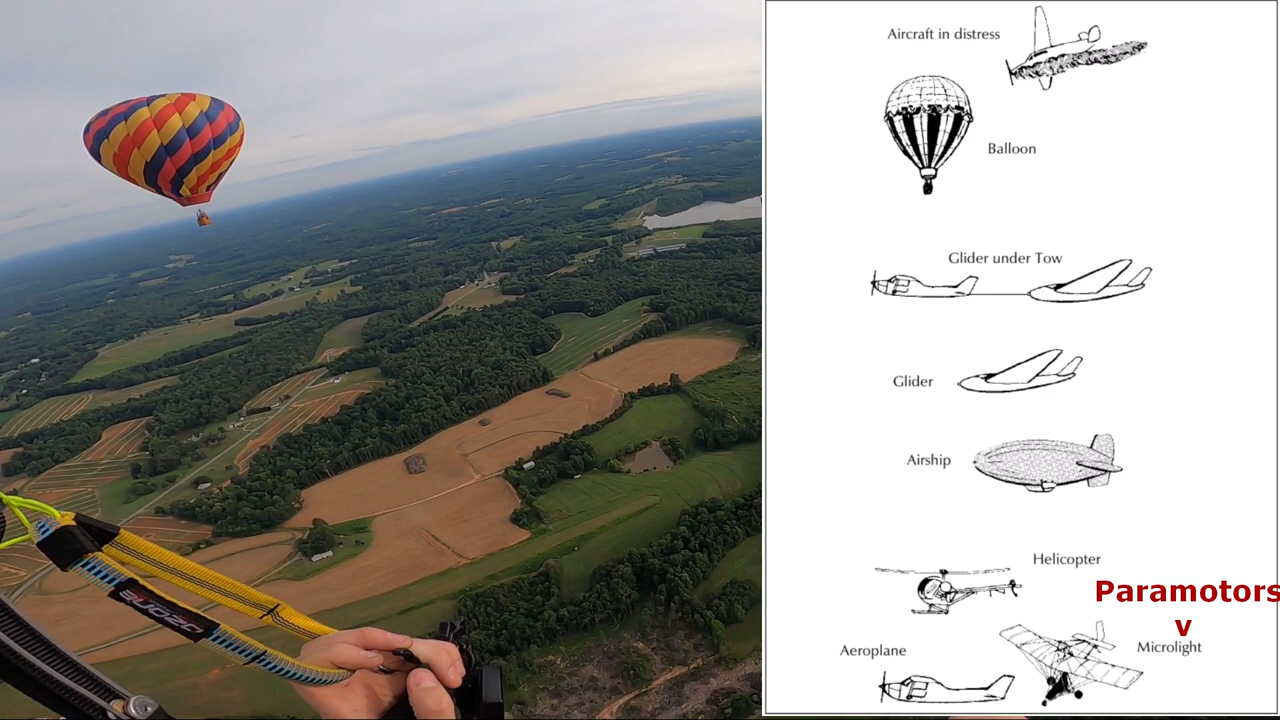 Aircraft in distress
Balloon
Glider under Tow
Glider
Airship
Helicopter
Paramotors
v
Microlight
Aeroplane
OZONE